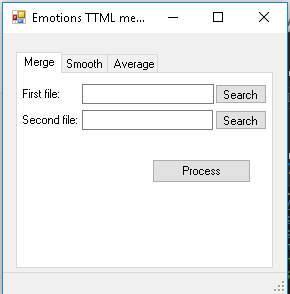 Emotions TTML me...
Merge Smooth Average
First file: Search
Second file: Search
Process